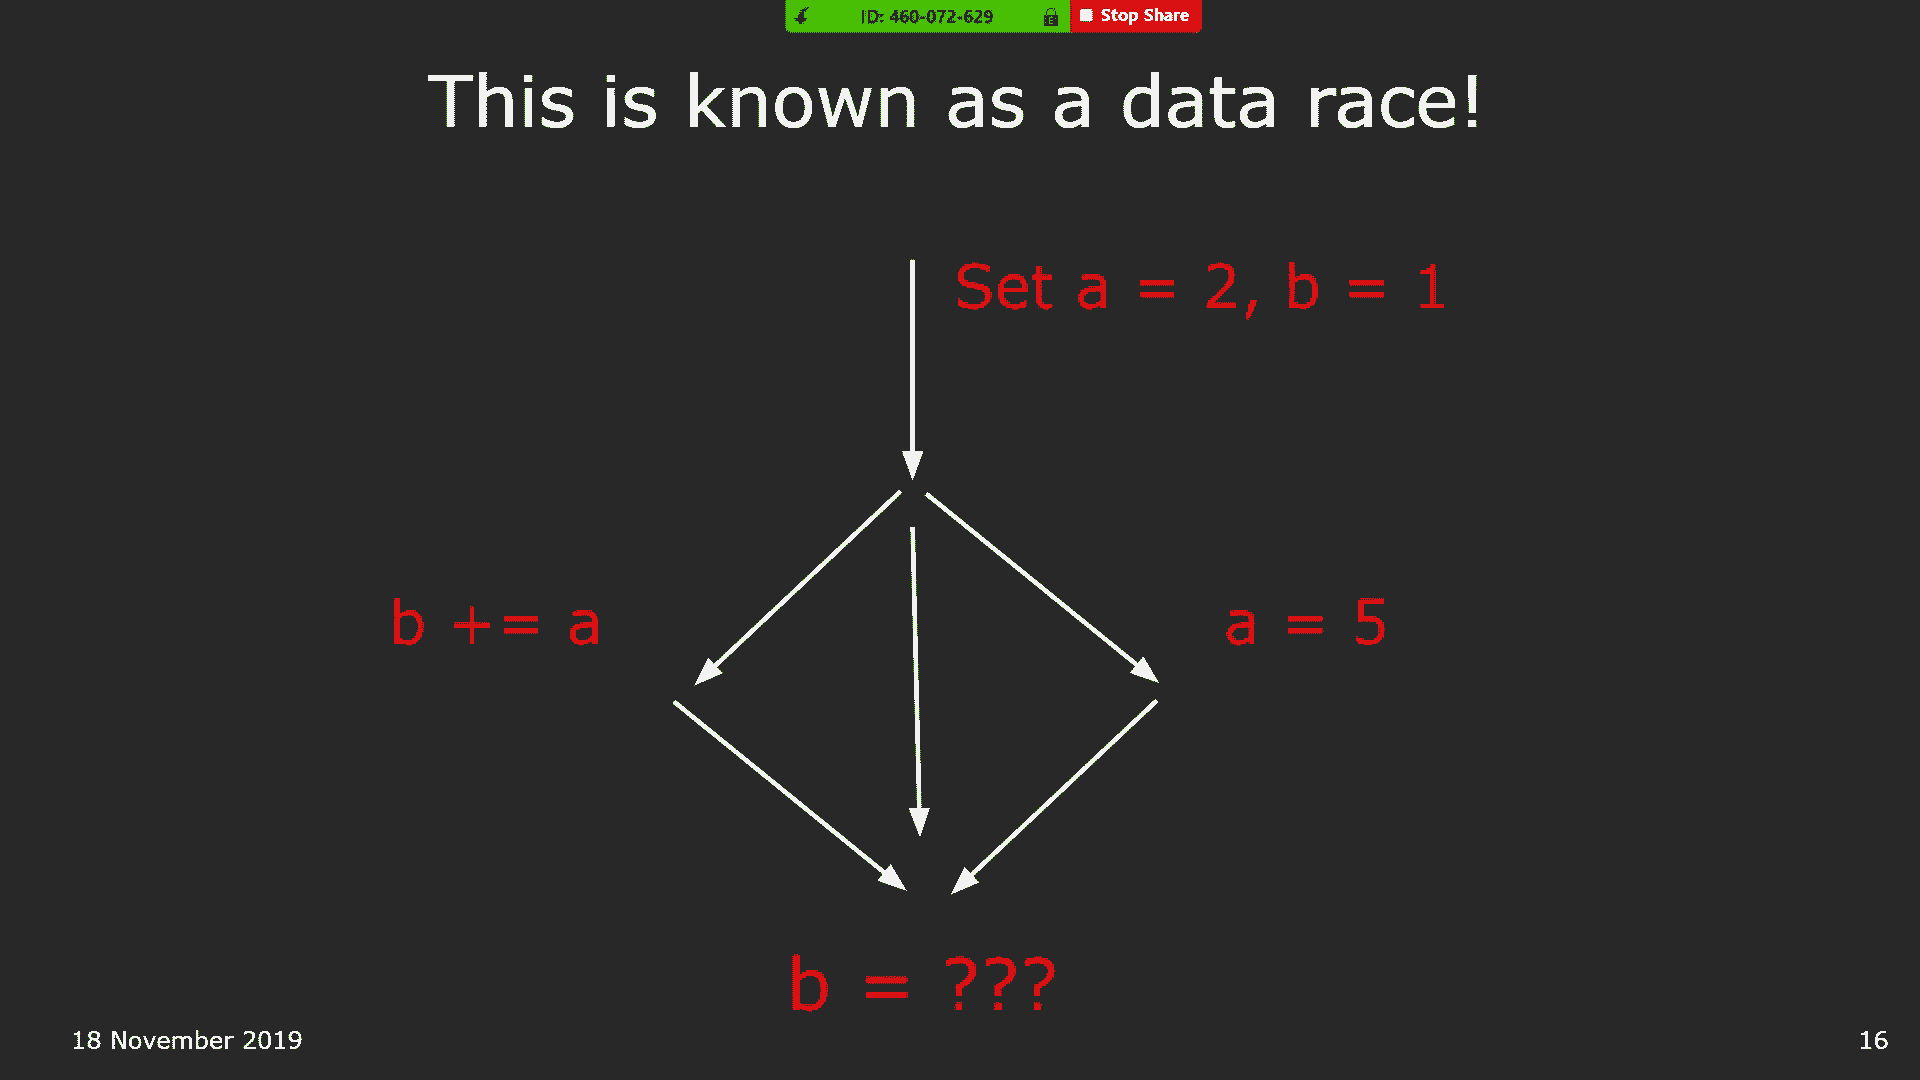 ID: 460-072-629
Stop Share
This is known as a data race!
Set a = 2, b = 1
b += a
a = 5
b = ???
18 November 2019
16